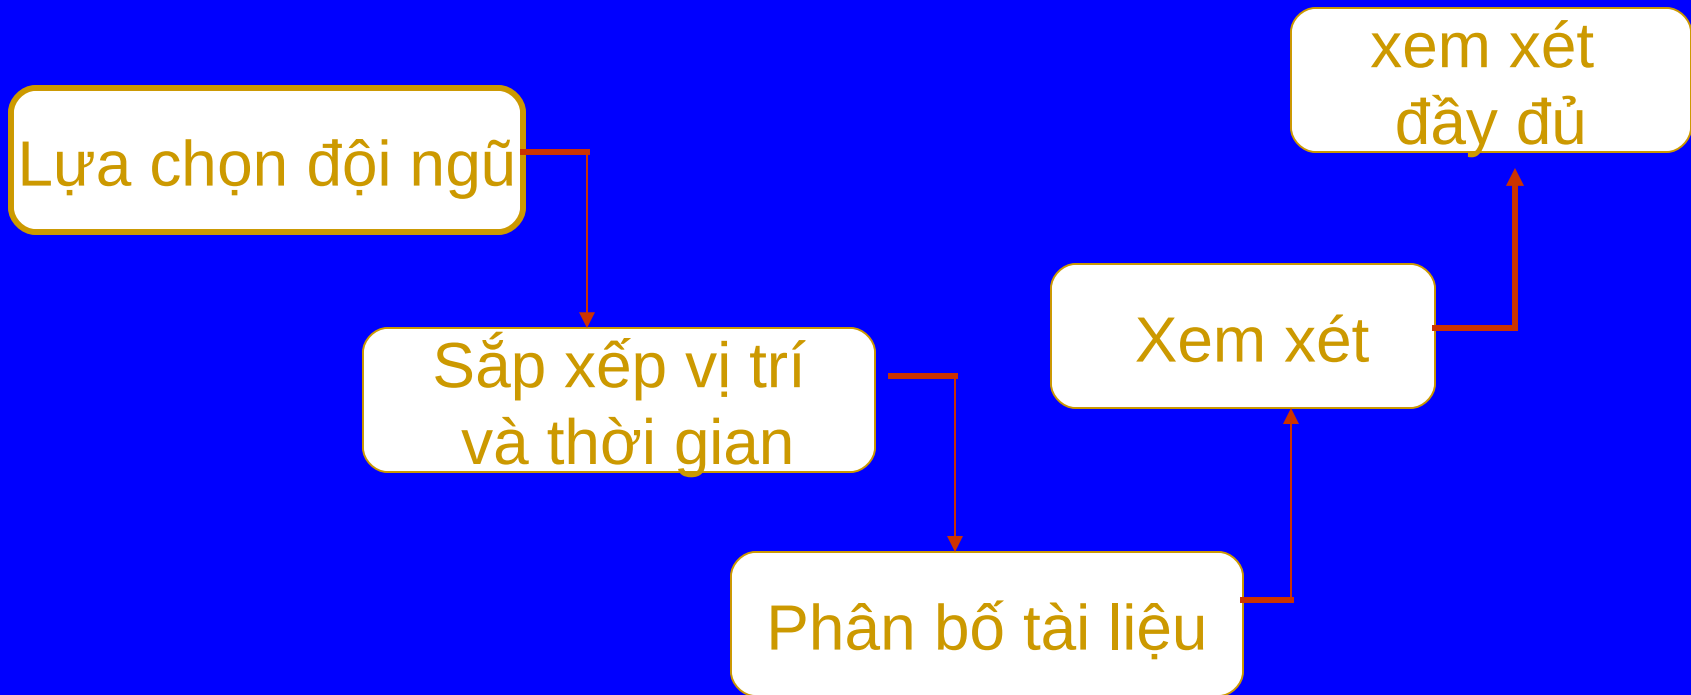 Lựa chọn đội ngũ
Sắp xếp vị trí
và thời gian
Phân bố tài liệu
Xem xét
xem xét
đầy đủ